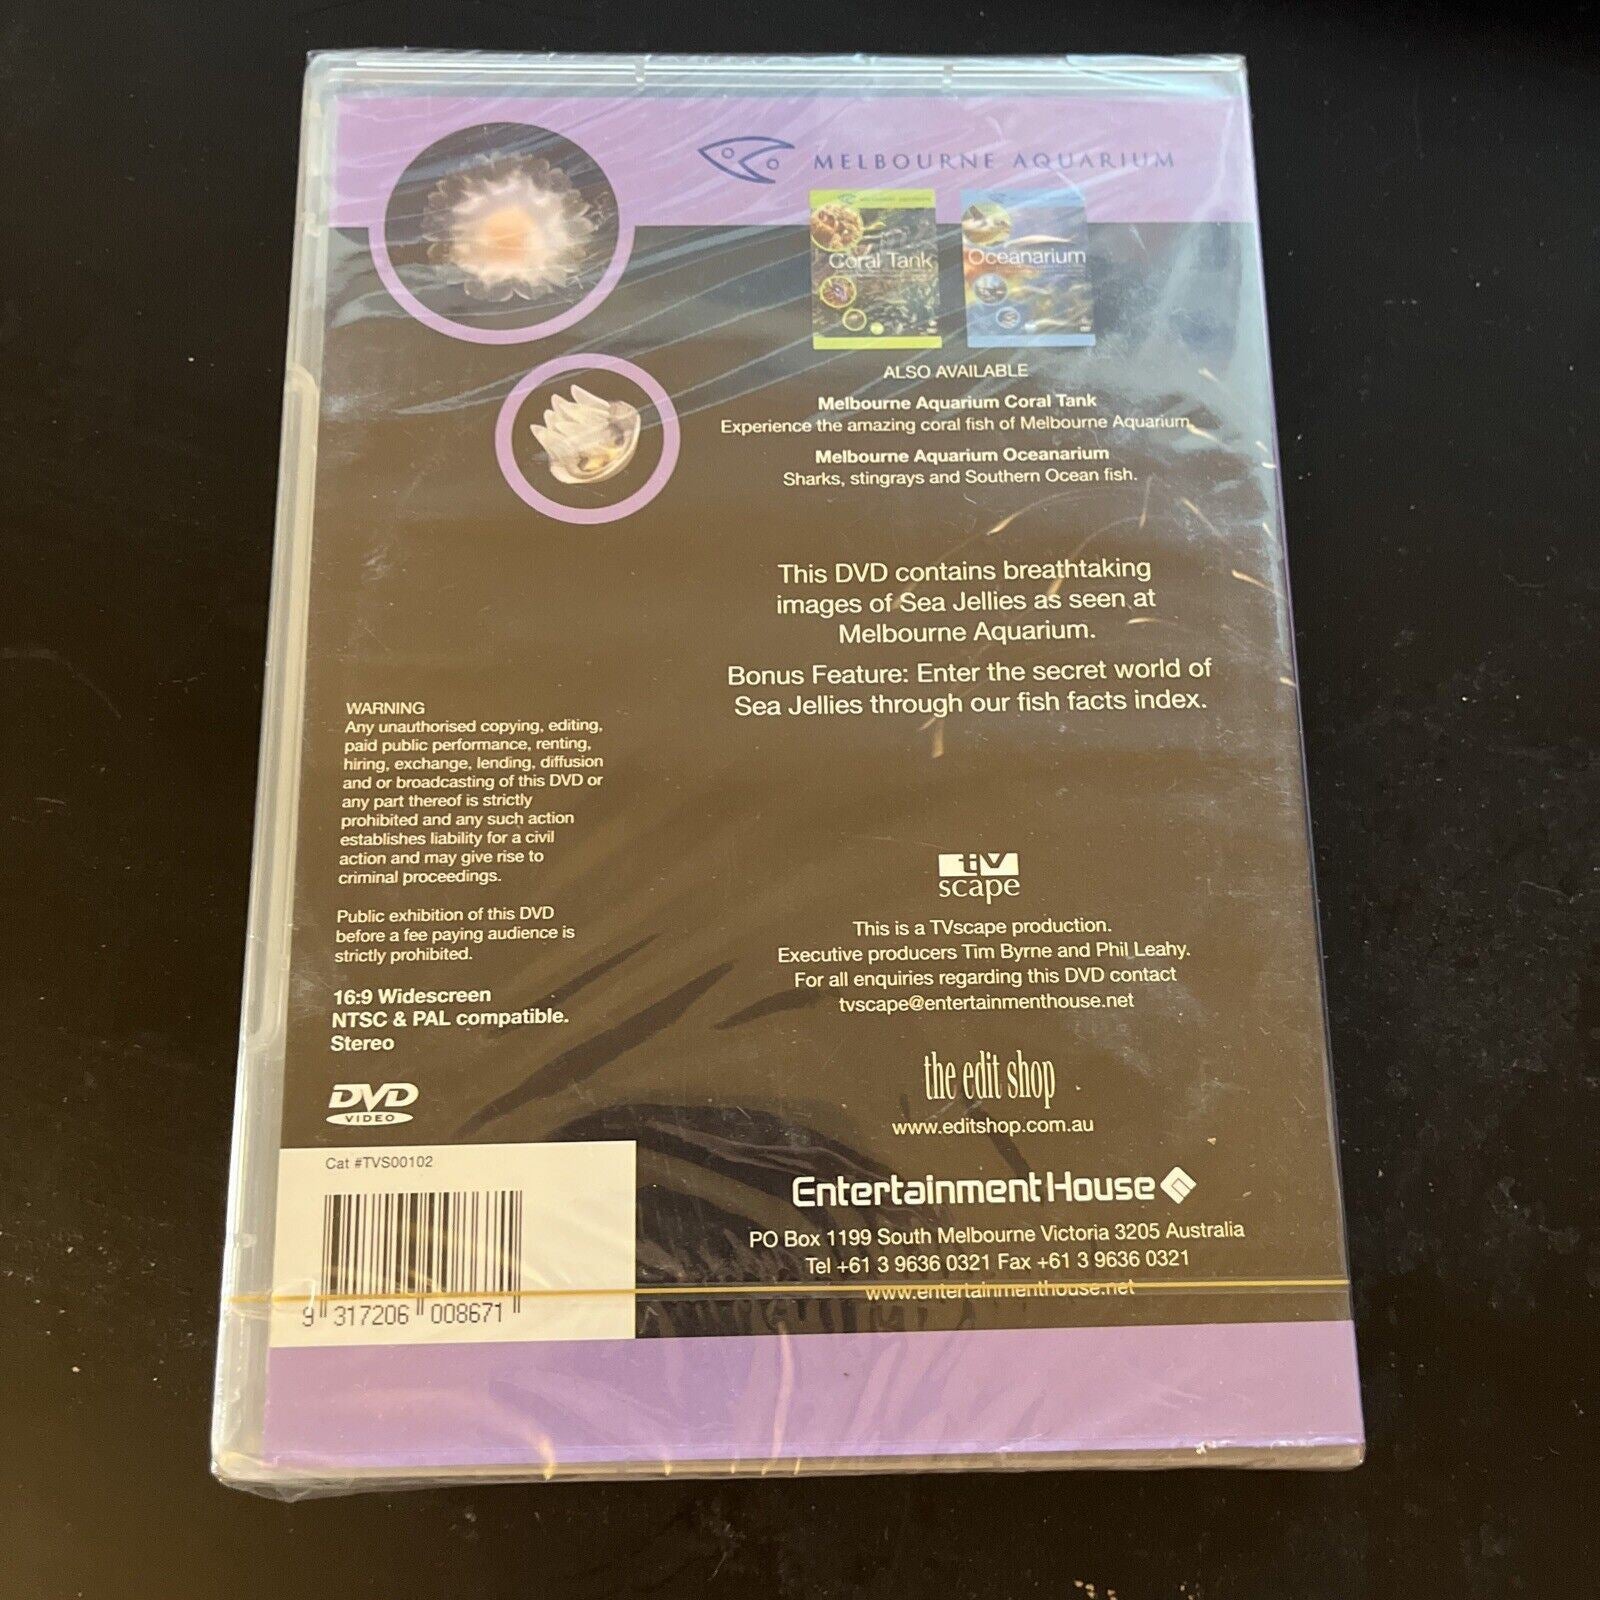 MELBOURNE AQUARIUM
Coral Tank
Oceanarium
ALSO AVAILABLE
Melbourne Aquarium Coral Tank
Experience the amazing coral fish of Melbourne Aquarium.
Melbourne Aquarium Oceanarium
Sharks, stingrays and Southern Ocean fish.
This DVD contains breathtaking
images of Sea Jellies as seen at
Melbourne Aquarium.
Bonus Feature: Enter the secret world of
Sea Jellies through our fish facts index.
WARNING
Any unauthorised copying, editing,
paid public performance, renting,
hiring, exchange, lending, diffusion
and or broadcasting of this DVD or
any part thereof is strictly
prohibited and any such action
establishes liability for a civil
action and may give rise to
criminal proceedings.
Public exhibition of this DVD
before a fee paying audience is
strictly prohibited.
16:9 Widescreen
NTSC & PAL compatible.
Stereo
DVD
VIDEO
tv
scape
This is a TVscape production.
Executive producers Tim Byrne and Phil Leahy.
For all enquiries regarding this DVD contact
tvscape@entertainmenthouse.net
the edit shop
www.editshop.com.au
Entertainment House
PO Box 1199 South Melbourne Victoria 3205 Australia
Tel +61 3 9636 0321 Fax +61 3 9636 0321
www.entertainmenthouse.net
Cat #TVS00102
9 317206 008671